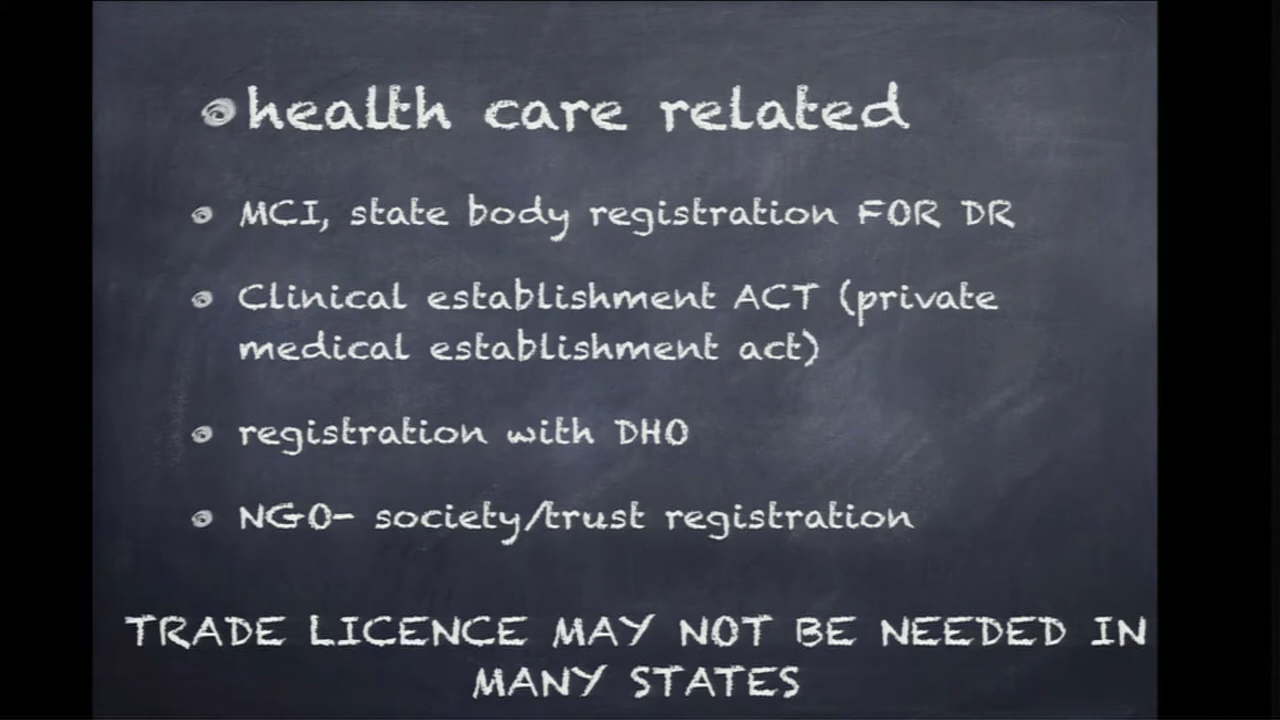 health care related
MCI, state body registration FOR DR
Clinical establishment ACT (private
medical establishment act)
registration with DHO
NGO- society/trust registration
TRADE LICENCE MAY NOT BE NEEDED IN
MANY STATES